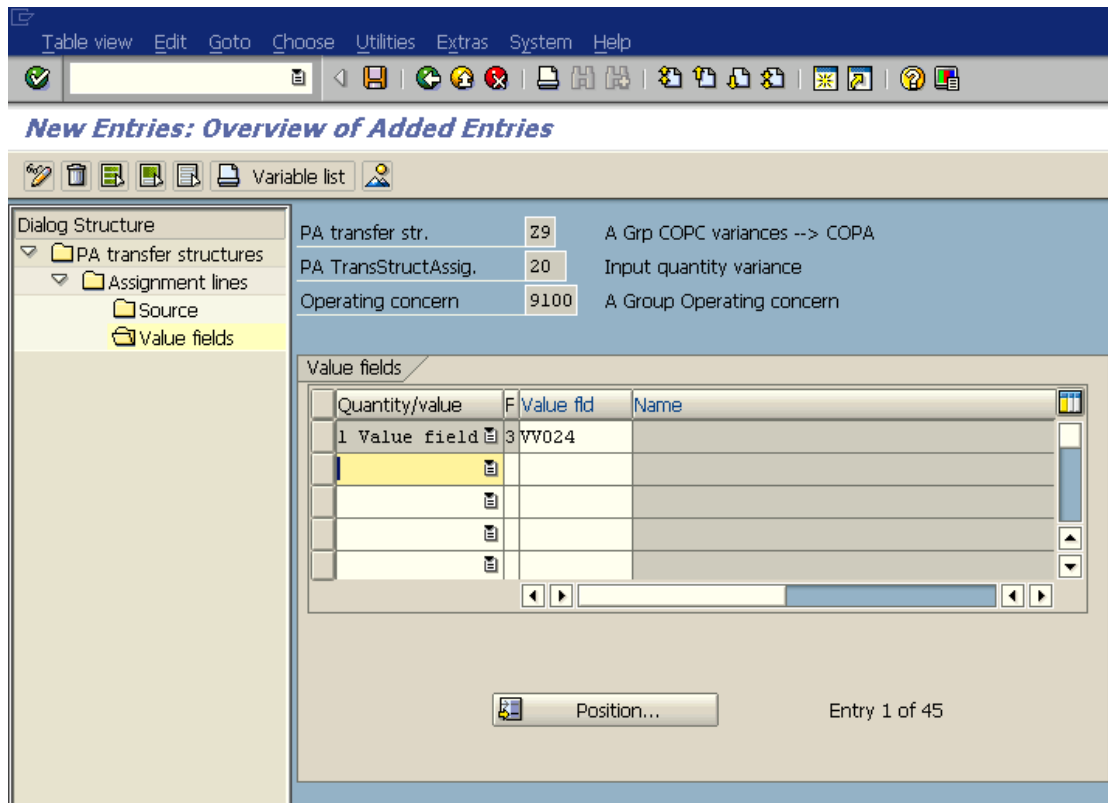 Table view Edit Goto Choose Utilities Extras System Help
New Entries: Overview of Added Entries
Variable list
Dialog Structure
PA transfer structures
Assignment lines
Source
Value fields
PA transfer str. Z9 A Grp COPC variances --> COPA
PA TransStructAssig. 20 Input quantity variance
Operating concern 9100 A Group Operating concern
Value fields
Quantity/value F Value fld Name
1 Value field 3 VV024
Position... Entry 1 of 45